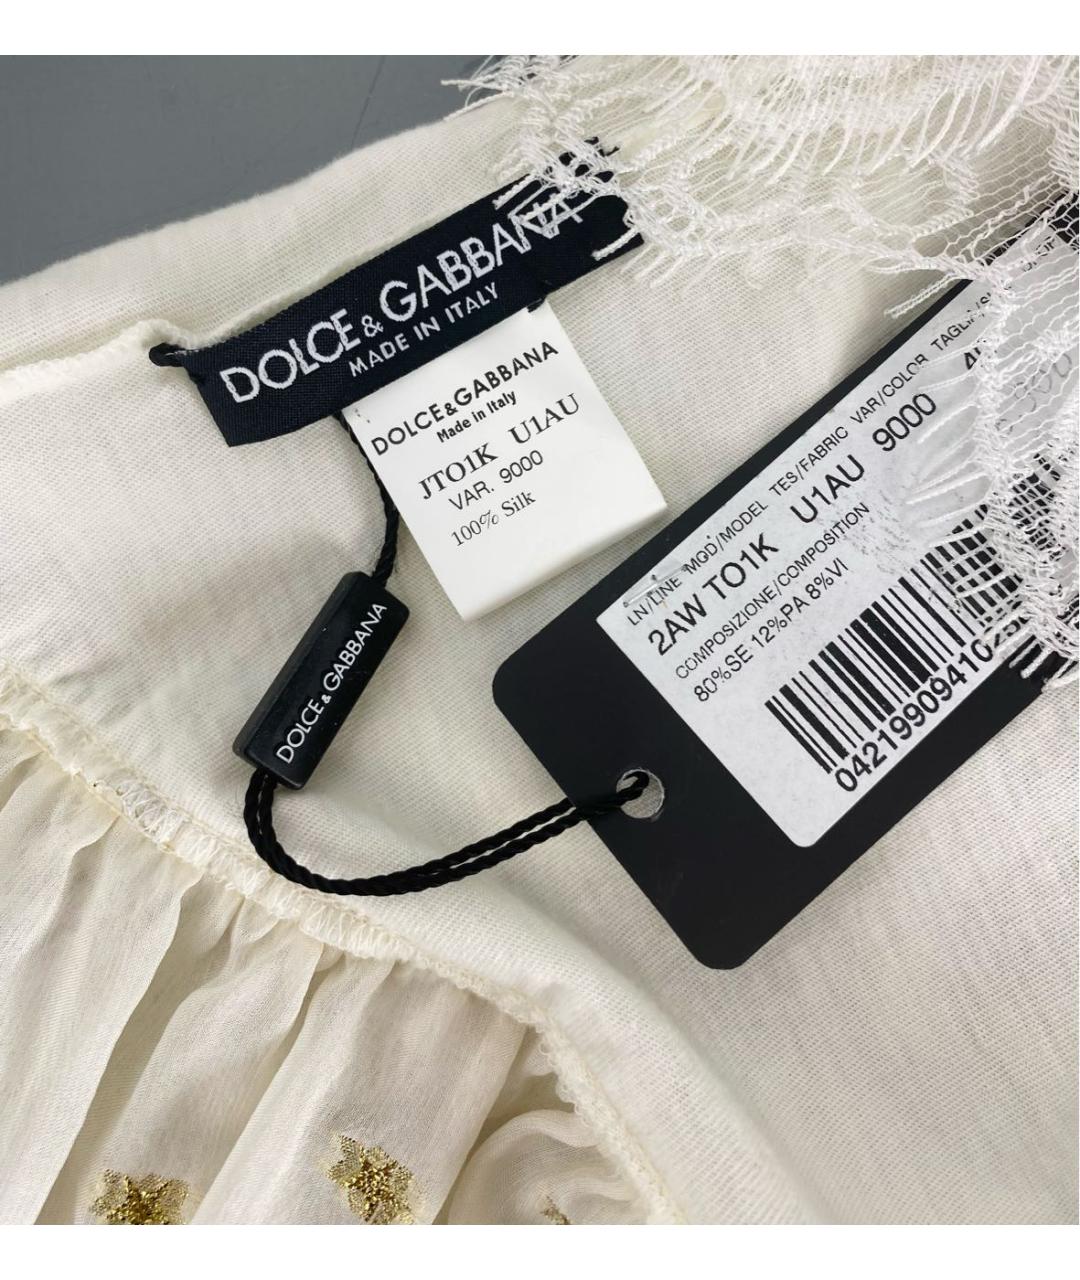 DOLCE & GABBANA
MADE IN ITALY
DOLCE & GABBANA
Made in Italy
JTO1K U1AU
VAR. 9000
100% Silk
DOLCE & GABBANA
LN/LINE MOD/MODEL TES/FABRIC VAR/COLOR
2AW TO1K U1AU 9000
COMPOSIZIONE/COMPOSITION
80%SE 12%PA 8%VI